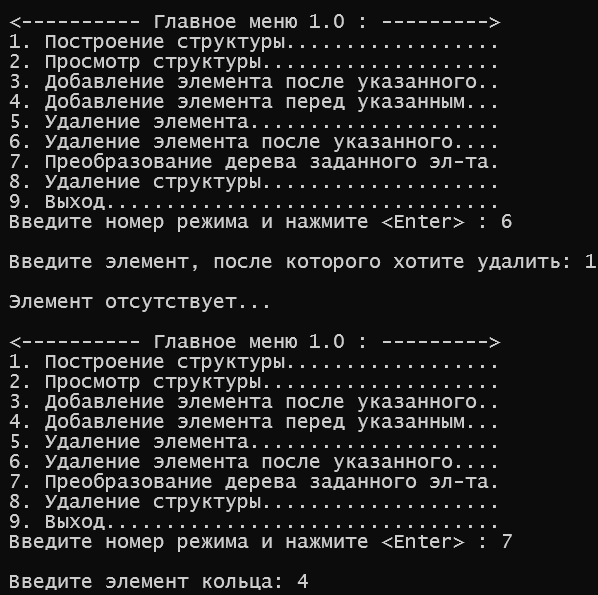 <---------- Главное меню 1.0 : --------->
1. Построение структуры..................
2. Просмотр структуры....................
3. Добавление элемента после указанного..
4. Добавление элемента перед указанным...
5. Удаление элемента.....................
6. Удаление элемента после указанного....
7. Преобразование дерева заданного эл-та.
8. Удаление структуры....................
9. Выход.................................
Введите номер режима и нажмите <Enter> : 6
Введите элемент, после которого хотите удалить: 1
Элемент отсутствует...
<---------- Главное меню 1.0 : --------->
1. Построение структуры..................
2. Просмотр структуры....................
3. Добавление элемента после указанного..
4. Добавление элемента перед указанным...
5. Удаление элемента.....................
6. Удаление элемента после указанного....
7. Преобразование дерева заданного эл-та.
8. Удаление структуры....................
9. Выход.................................
Введите номер режима и нажмите <Enter> : 7
Введите элемент кольца: 4